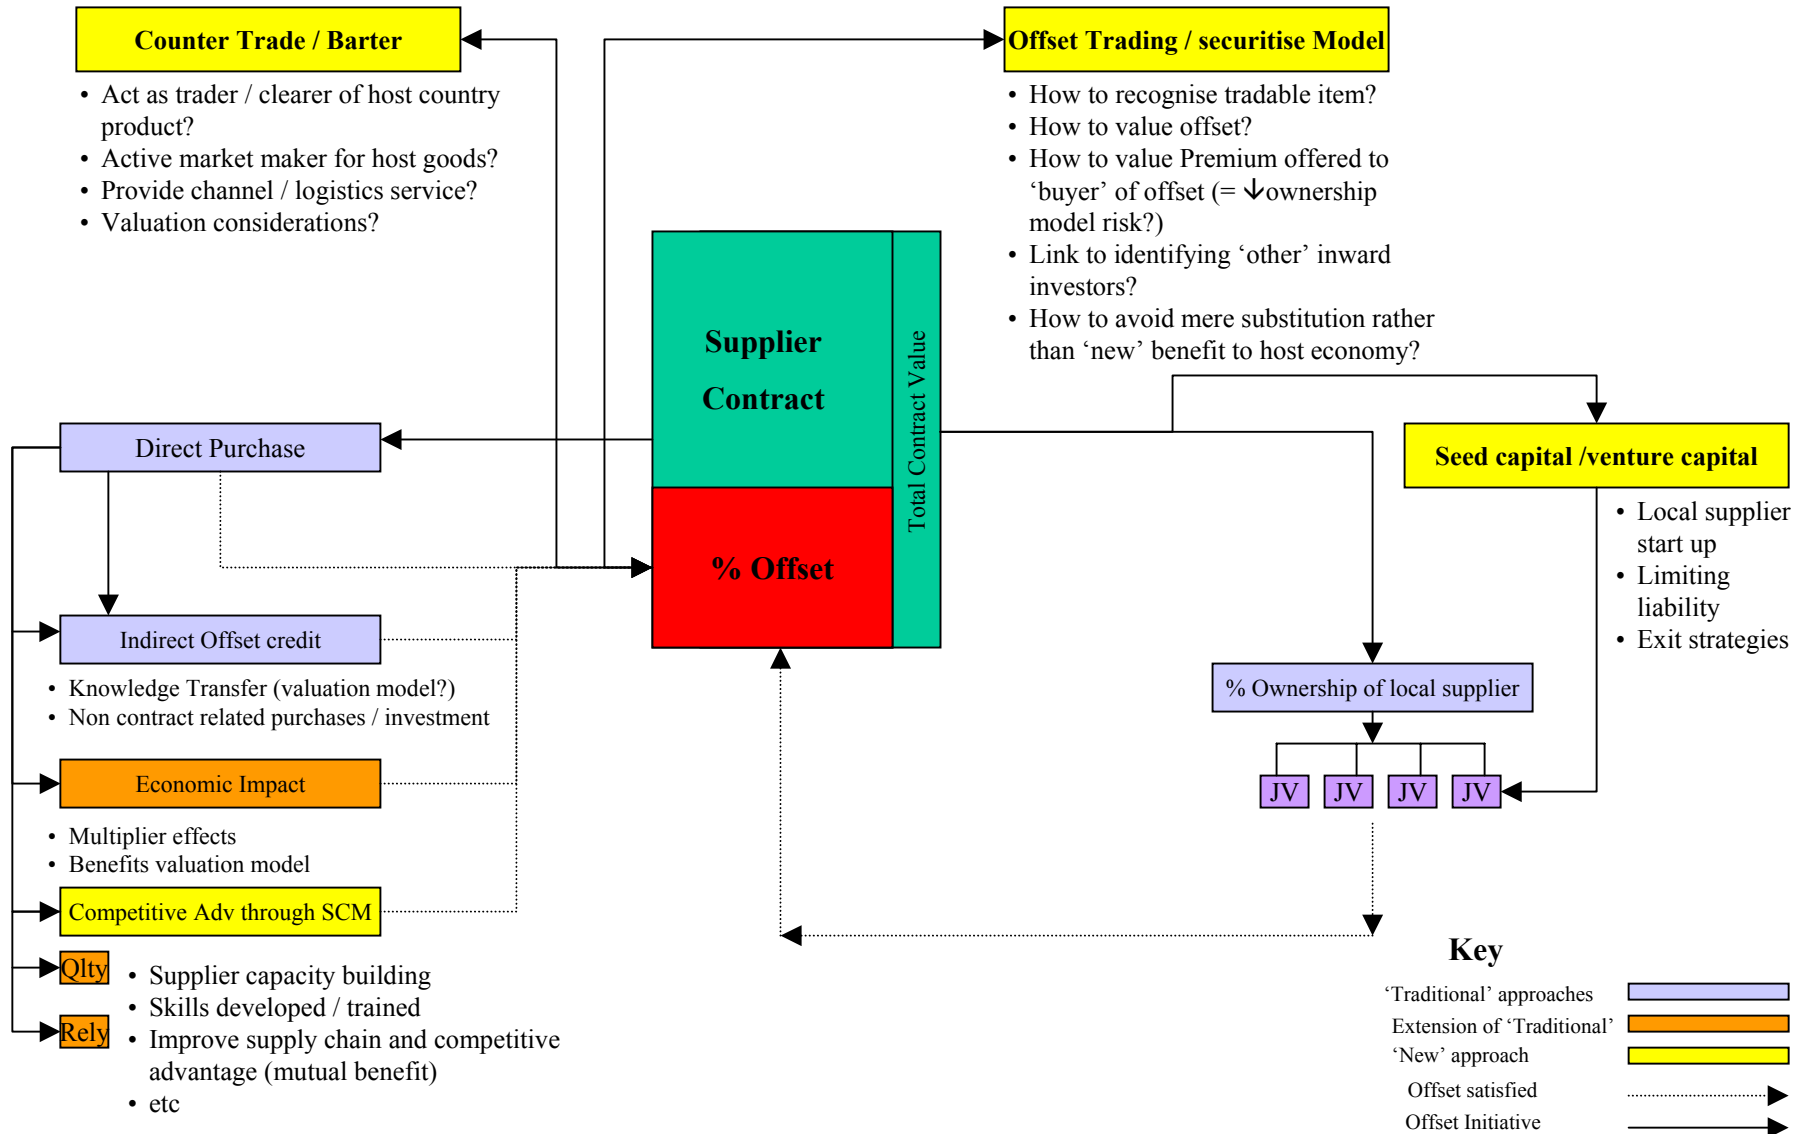 Counter Trade / Barter
• Act as trader / clearer of host country
product?
• Active market maker for host goods?
• Provide channel / logistics service?
• Valuation considerations?
Offset Trading / securitise Model
• How to recognise tradable item?
• How to value offset?
• How to value Premium offered to
‘buyer’ of offset (= ↓ownership
model risk?)
• Link to identifying ‘other’ inward
investors?
• How to avoid mere substitution rather
than ‘new’ benefit to host economy?
Supplier
Contract
Total Contract Value
% Offset
Direct Purchase
Indirect Offset credit
• Knowledge Transfer (valuation model?)
• Non contract related purchases / investment
Economic Impact
• Multiplier effects
• Benefits valuation model
Competitive Adv through SCM
Qlty
Rely
• Supplier capacity building
• Skills developed / trained
• Improve supply chain and competitive
advantage (mutual benefit)
• etc
Seed capital /venture capital
• Local supplier
start up
• Limiting
liability
• Exit strategies
% Ownership of local supplier
JV JV JV JV
Key
‘Traditional’ approaches
Extension of ‘Traditional’
‘New’ approach
Offset satisfied
Offset Initiative